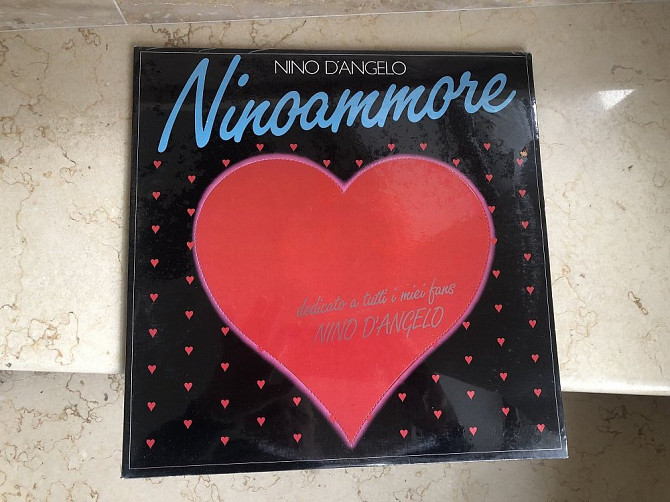 NINO D'ANGELO
Ninoammore
dedicato a tutti i miei fans
NINO D'ANGELO